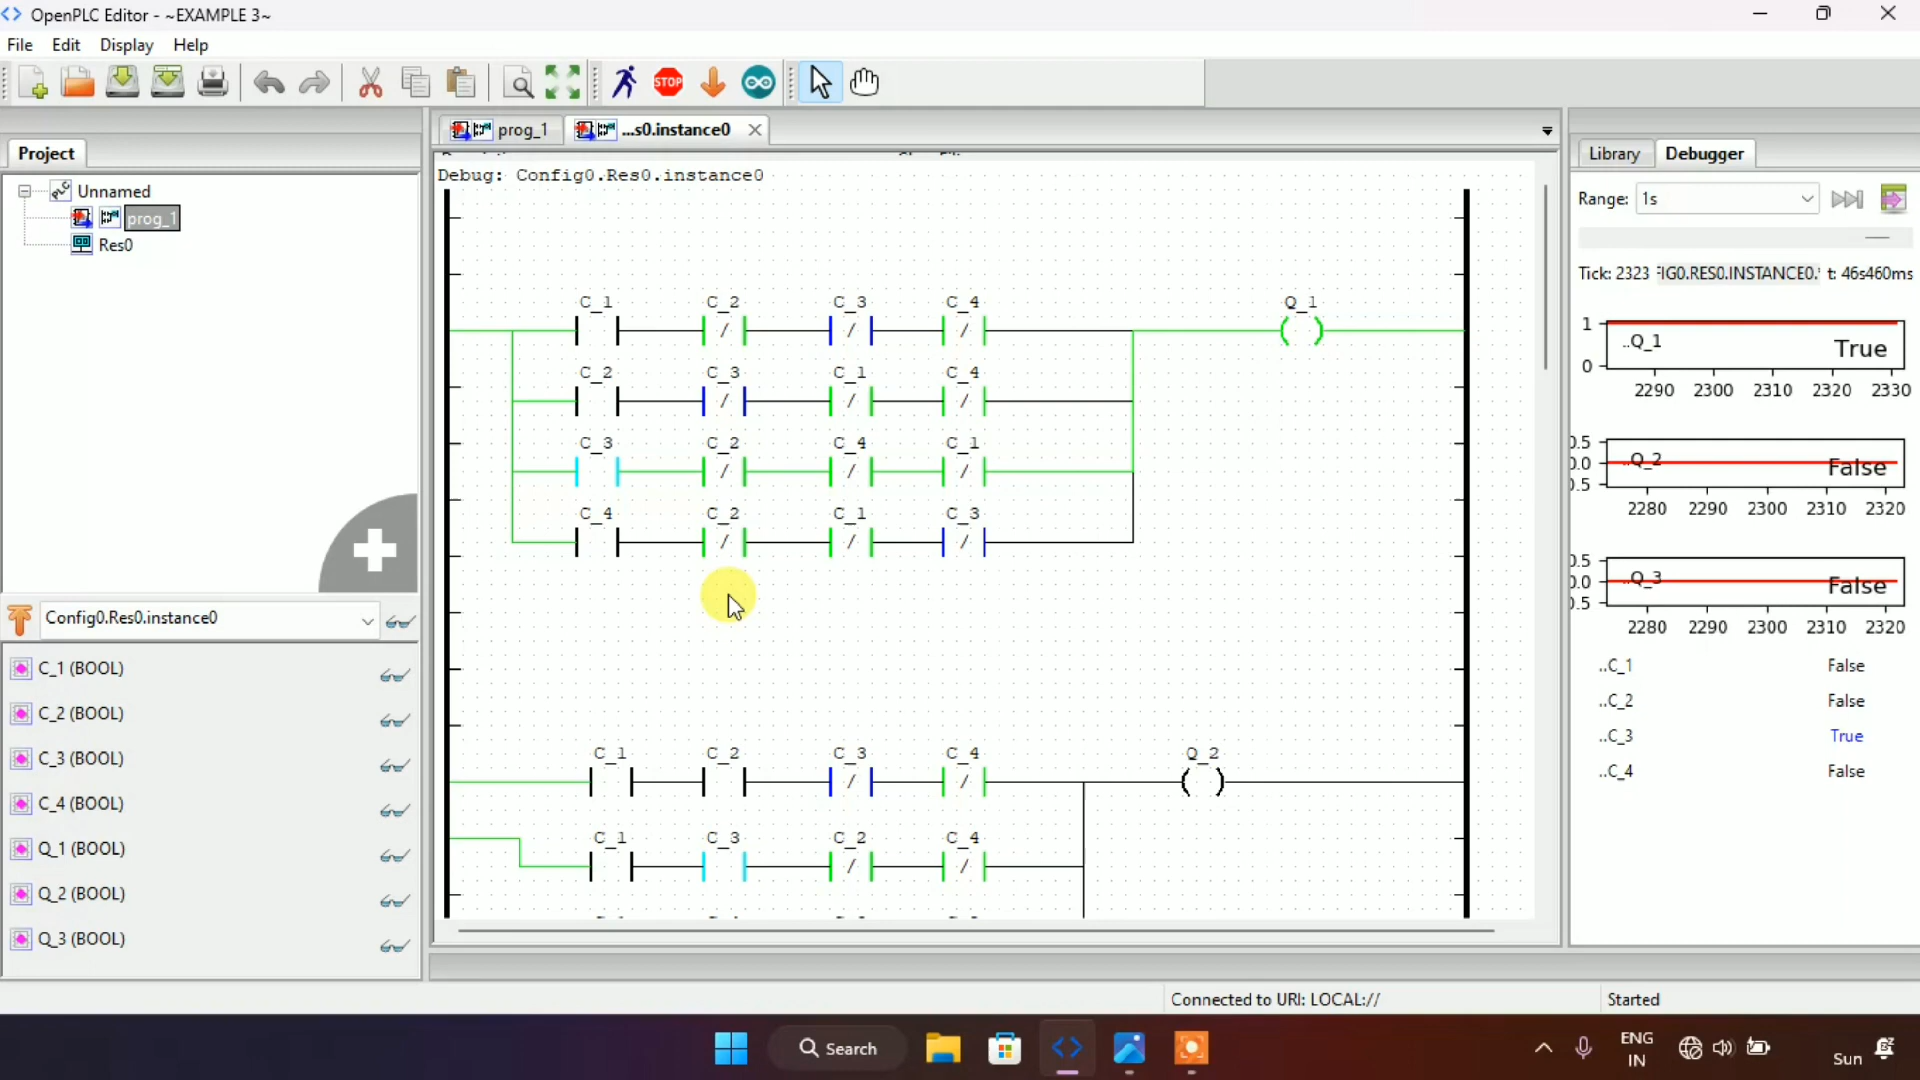 OpenPLC Editor - ~EXAMPLE 3~
File Edit Display Help
STOP
prog_1 ...s0.instance0
Project
Unnamed
prog_1
Res0
Config0.Res0.instance0
C_1 (BOOL)
C_2 (BOOL)
C_3 (BOOL)
C_4 (BOOL)
Q_1 (BOOL)
Q_2 (BOOL)
Q_3 (BOOL)
Debug: Config0.Res0.instance0
C_1 C_2 C_3 C_4 Q_1
C_2 C_3 C_1 C_4
C_3 C_2 C_4 C_1
C_4 C_2 C_1 C_3
C_1 C_2 C_3 C_4 Q_2
C_1 C_3 C_2 C_4
Library Debugger
Range: 1s
Tick: 2323 IG0.RES0.INSTANCE0. t: 46s460ms
1
..Q_1 True
0
2290 2300 2310 2320 2330
0.5
0.0 ..Q_2 False
0.5
2280 2290 2300 2310 2320
0.5
0.0 ..Q_3 False
0.5
2280 2290 2300 2310 2320
..C_1 False
..C_2 False
..C_3 True
..C_4 False
Connected to URI: LOCAL:// Started
Search
ENG
IN
Sun